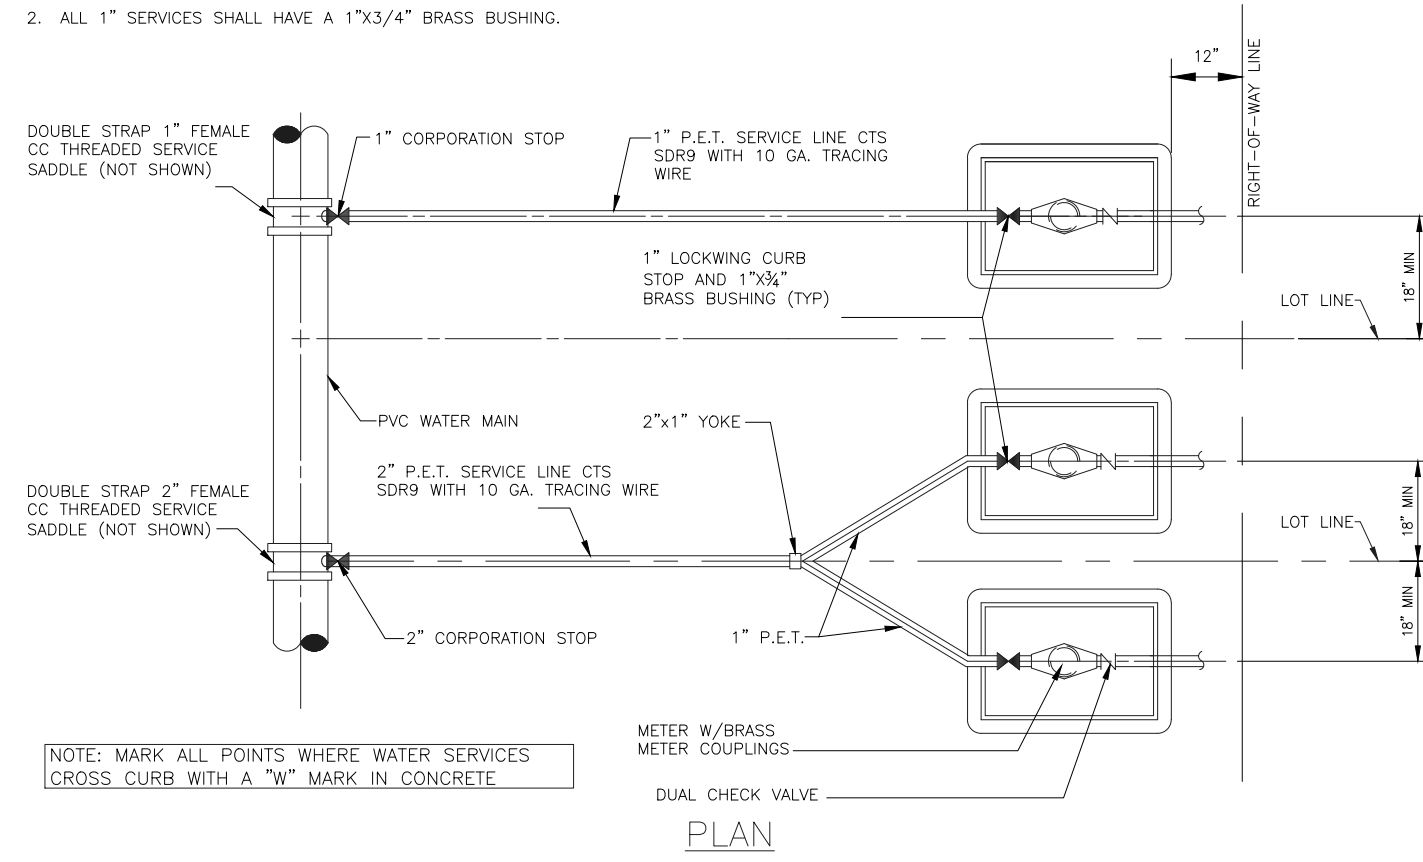 2. ALL 1" SERVICES SHALL HAVE A 1"X3/4" BRASS BUSHING.
12"
RIGHT-OF-WAY LINE
DOUBLE STRAP 1" FEMALE
CC THREADED SERVICE
SADDLE (NOT SHOWN)
1" CORPORATION STOP
1" P.E.T. SERVICE LINE CTS
SDR9 WITH 10 GA. TRACING
WIRE
1" LOCKWING CURB
STOP AND 1"X¾"
BRASS BUSHING (TYP)
18" MIN
LOT LINE
PVC WATER MAIN
2"x1" YOKE
2" P.E.T. SERVICE LINE CTS
SDR9 WITH 10 GA. TRACING WIRE
DOUBLE STRAP 2" FEMALE
CC THREADED SERVICE
SADDLE (NOT SHOWN)
18" MIN
LOT LINE
18" MIN
2" CORPORATION STOP
1" P.E.T.
METER W/BRASS
METER COUPLINGS
NOTE: MARK ALL POINTS WHERE WATER SERVICES
CROSS CURB WITH A "W" MARK IN CONCRETE
DUAL CHECK VALVE
PLAN